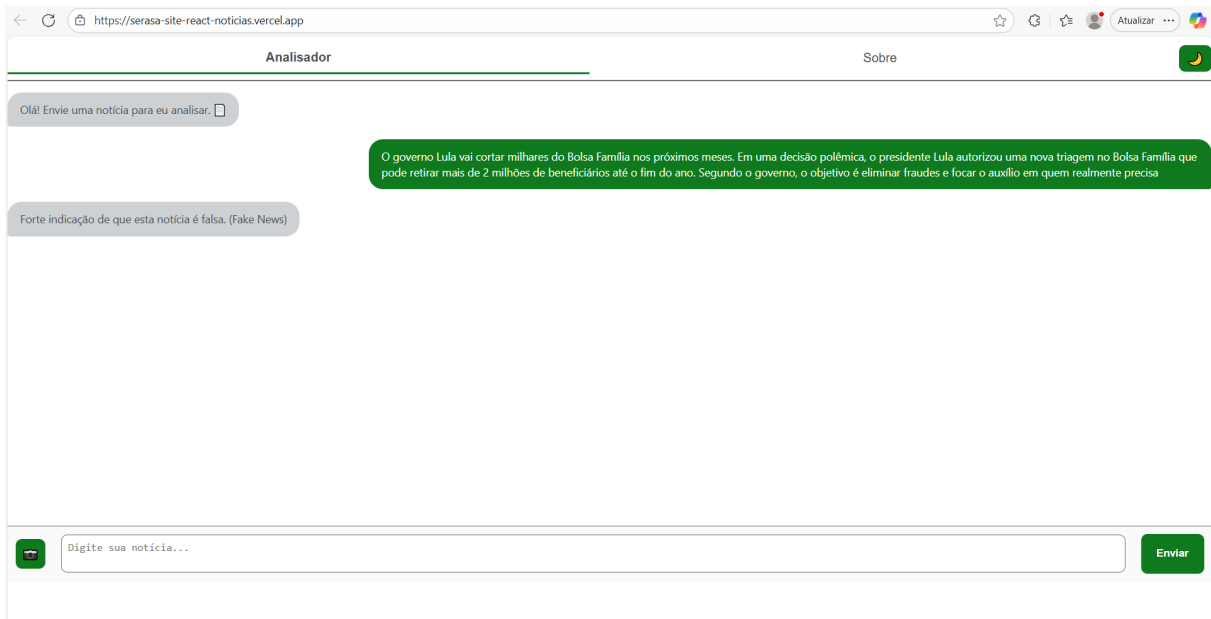 https://serasa-site-react-noticias.vercel.app
Atualizar
Analisador
Sobre
Olá! Envie uma notícia para eu analisar.
O governo Lula vai cortar milhares do Bolsa Família nos próximos meses. Em uma decisão polêmica, o presidente Lula autorizou uma nova triagem no Bolsa Família que
pode retirar mais de 2 milhões de beneficiários até o fim do ano. Segundo o governo, o objetivo é eliminar fraudes e focar o auxílio em quem realmente precisa
Forte indicação de que esta notícia é falsa. (Fake News)
Digite sua notícia...
Enviar